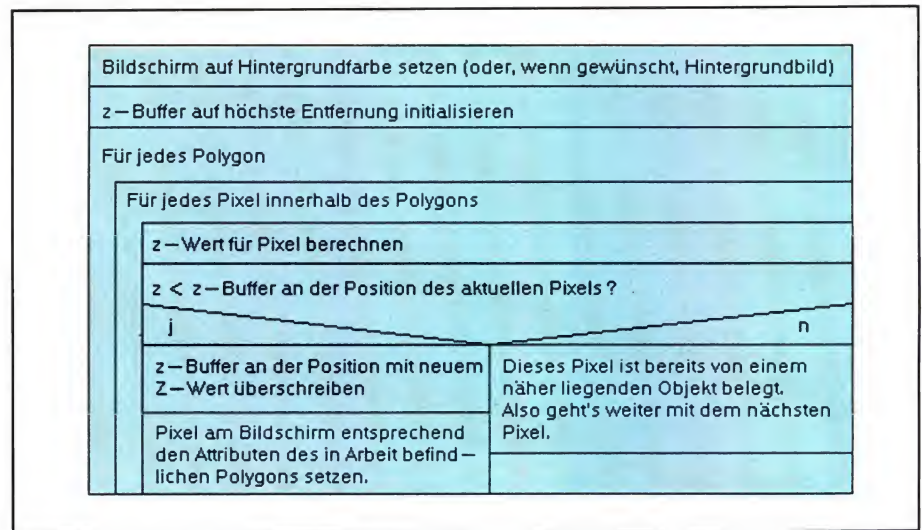 Bildschirm auf Hintergrundfarbe setzen (oder, wenn gewünscht, Hintergrundbild)
z—Buffer auf höchste Entfernung initialisieren
Für jedes Polygon
Für jedes Pixel innerhalb des Polygons
z—Wert für Pixel berechnen
z < z—Buffer an der Position des aktuellen Pixels?
j
n
z—Buffer an der Position mit neuem
Z—Wert überschreiben
Pixel am Bildschirm entsprechend
den Attributen des in Arbeit befind—
lichen Polygons setzen.
Dieses Pixel ist bereits von einem
näher liegenden Objekt belegt.
Also geht's weiter mit dem nächsten
Pixel.